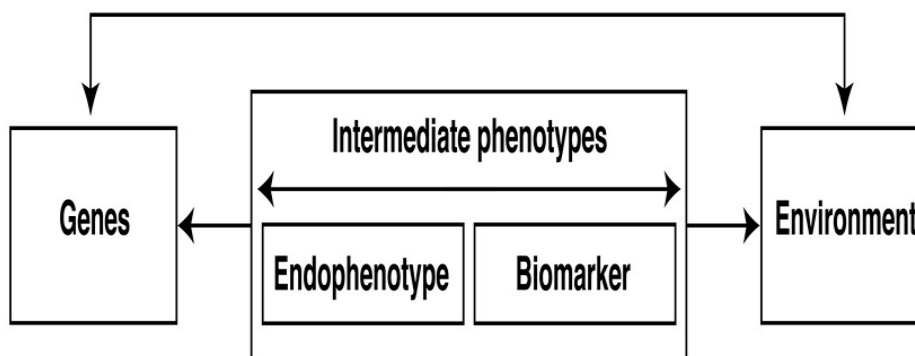 Intermediate phenotypes
Genes
Environment
Endophenotype
Biomarker